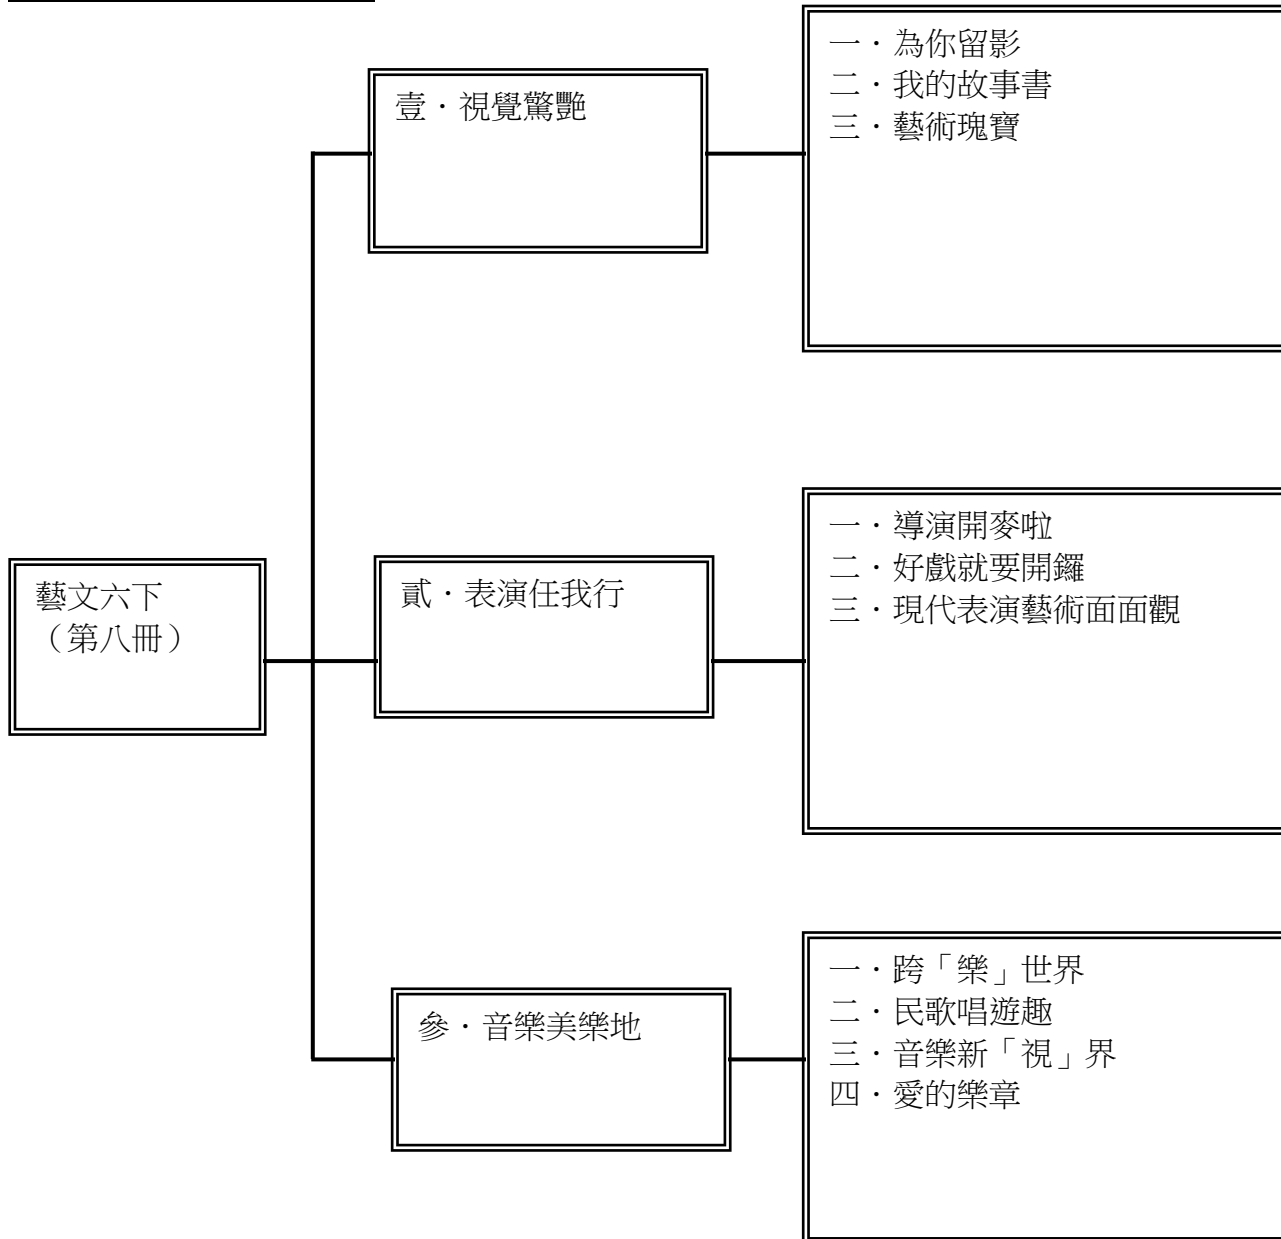 藝文六下
（第八冊）
壹．視覺驚艷
一．為你留影
二．我的故事書
三．藝術瑰寶
貳．表演任我行
一．導演開麥啦
二．好戲就要開鑼
三．現代表演藝術面面觀
參．音樂美樂地
一．跨「樂」世界
二．民歌唱遊趣
三．音樂新「視」界
四．愛的樂章